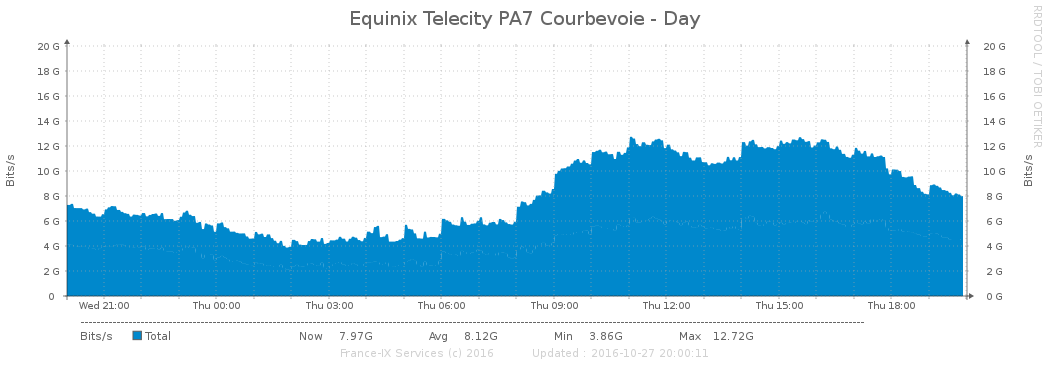 Equinix Telecity PA7 Courbevoie - Day
RRDTOOL / TOBI OETIKER
Bits/s
20 G
18 G
16 G
14 G
12 G
10 G
8 G
6 G
4 G
2 G
0
20 G
18 G
16 G
14 G
12 G
10 G
8 G
6 G
4 G
2 G
0 G
Bits/s
Wed 21:00 Thu 00:00 Thu 03:00 Thu 06:00 Thu 09:00 Thu 12:00 Thu 15:00 Thu 18:00
Bits/s Total Now 7.97G Avg 8.12G Min 3.86G Max 12.72G
France-IX Services (c) 2016 Updated : 2016-10-27 20:00:11